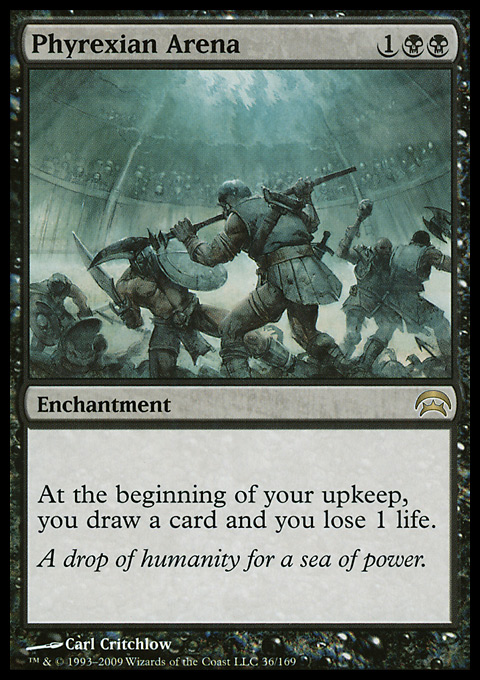 Phyrexian Arena 1
Enchantment
At the beginning of your upkeep,
you draw a card and you lose 1 life.
A drop of humanity for a sea of power.
Carl Critchlow
™ & © 1993–2009 Wizards of the Coast LLC 36/169